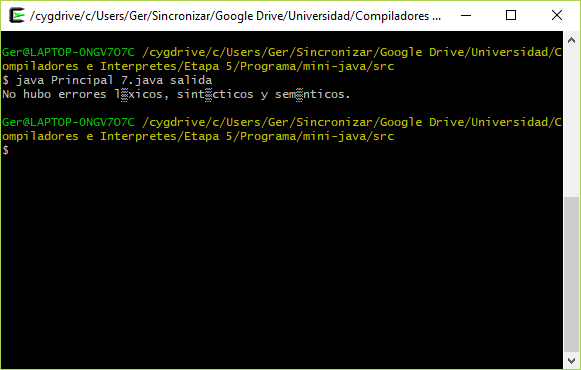 /cygdrive/c/Users/Ger/Sincronizar/Google Drive/Universidad/Compiladores ...
Ger@LAPTOP-0NGV7O7C /cygdrive/c/Users/Ger/Sincronizar/Google Drive/Universidad/C
ompiladores e Interpretes/Etapa 5/Programa/mini-java/src
$ java Principal 7.java salida
No hubo errores l▒xicos, sint▒cticos y sem▒nticos.
Ger@LAPTOP-0NGV7O7C /cygdrive/c/Users/Ger/Sincronizar/Google Drive/Universidad/C
ompiladores e Interpretes/Etapa 5/Programa/mini-java/src
$